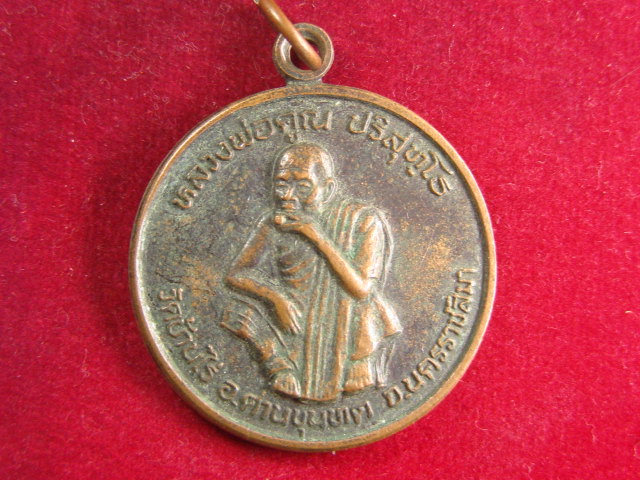 หลวงพ่อคูณ ปริสุทฺโธ
วัดบ้านไร่ อ.ด่านขุนทด จ.นครราชสีมา